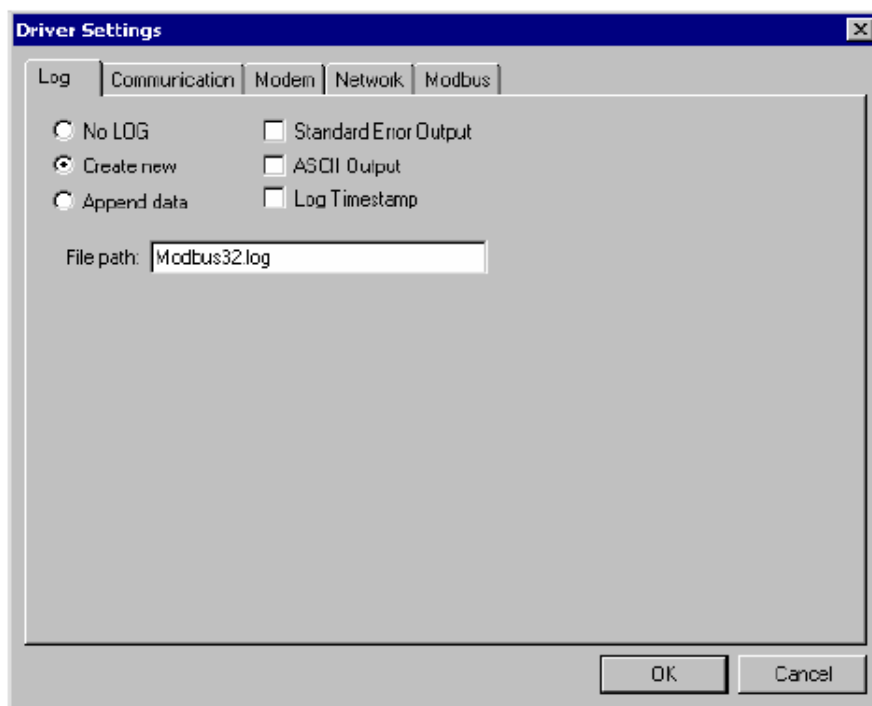 Driver Settings
Log Communication Modem Network Modbus
No LOG Standard Error Output
Create new ASCII Output
Append data Log Timestamp
File path: Modbus32.log
OK Cancel